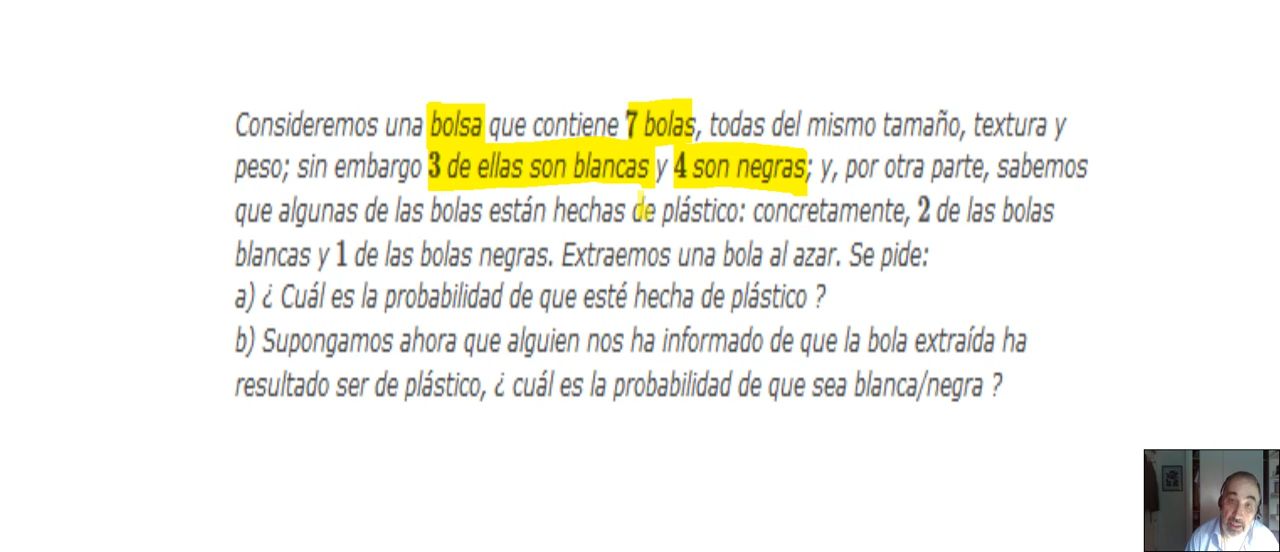 Consideremos una bolsa que contiene 7 bolas, todas del mismo tamaño, textura y
peso; sin embargo 3 de ellas son blancas y 4 son negras; y, por otra parte, sabemos
que algunas de las bolas están hechas de plástico: concretamente, 2 de las bolas
blancas y 1 de las bolas negras. Extraemos una bola al azar. Se pide:
a) ¿ Cuál es la probabilidad de que esté hecha de plástico ?
b) Supongamos ahora que alguien nos ha informado de que la bola extraída ha
resultado ser de plástico, ¿ cuál es la probabilidad de que sea blanca/negra ?